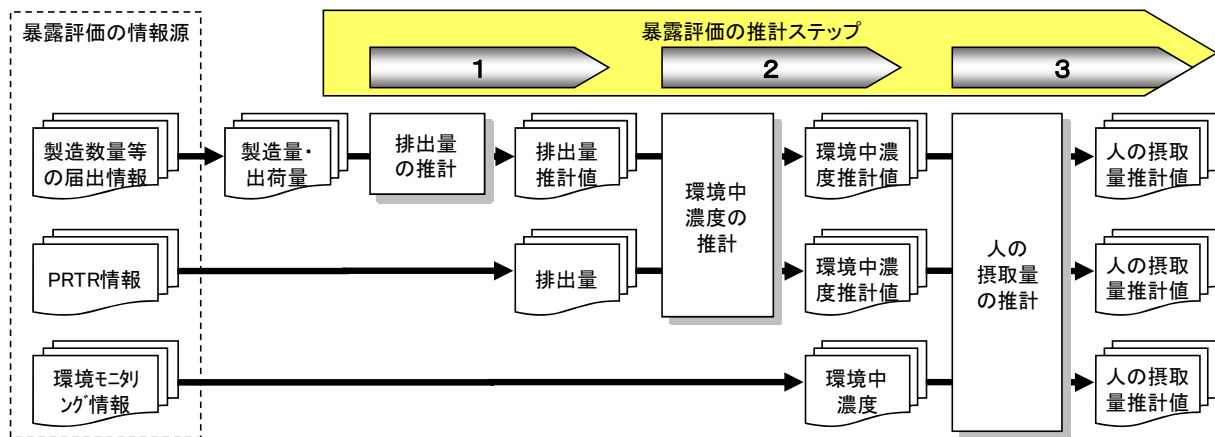 暴露評価の情報源
暴露評価の推計ステップ
1
2
3
製造数量等
の届出情報
製造量・
出荷量
排出量
の推計
排出量
推計値
環境中
濃度の
推計
環境中濃
度推計値
人の
摂取量
の推計
人の摂取
量推計値
PRTR情報
排出量
環境中濃
度推計値
人の摂取
量推計値
環境ﾓﾆﾀﾘ
ﾝｸﾞ情報
環境中
濃度
人の摂取
量推計値